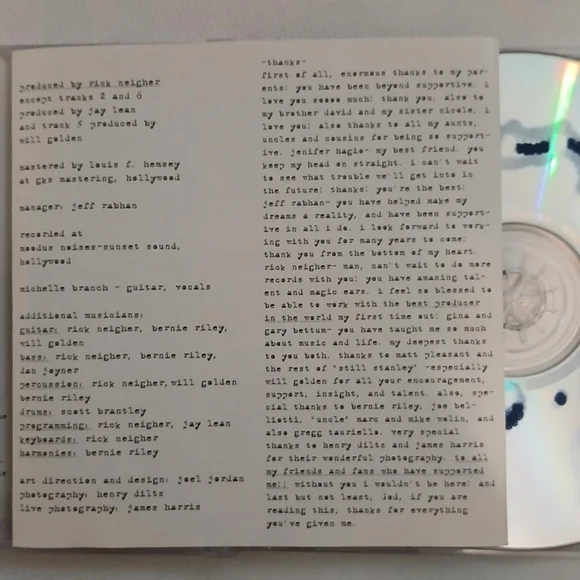 produced by rick neigher
except tracks 2 and 6
produced by jay lean
and track 5 produced by
will golden
mastered by louis f. hemsey
at gks mastering, hollywood
manager: jeff rabhan
recorded at
modus noises-sunset sound,
hollywood
michelle branch - guitar, vocals
additional musicians:
guitar: rick neigher, bernie riley,
will golden
bass: rick neigher, bernie riley,
dan joyner
percussion: rick neigher, will golden
bernie riley
drums: scott brantley
programming: rick neigher, jay lean
keyboards: rick neigher
harmonies: bernie riley
art direction and design: joel jordan
photography: henry diltz
live photography: james harris
-thanks-
first of all, enormous thanks to my par-
ents! you have been beyond supportive. i
love you soooo much! thank you. also to
my brother david and my sister nicole, i
love you! also thanks to all my aunts,
uncles and cousins for being so support-
ive. jenifer hagio- my best friend. you
keep my head on straight. i can't wait
to see what trouble we'll get into in
the future! thanks! you're the best!
jeff rabhan- you have helped make my
dreams a reality, and have been support-
ive in all i do. i look forward to work-
ing with you for many years to come!
thank you from the bottom of my heart.
rick neigher- man, can't wait to do more
records with you! you have amazing tal-
ent and magic ears. i feel so blessed to
be able to work with the best producer
in the world my first time out! gina and
gary bettum- you have taught me so much
about music and life. my deepest thanks
to you both. thanks to matt pleasant and
the rest of "still stanley" -especially
will golden for all your encouragement,
support, insight, and talent. also, spe-
cial thanks to bernie riley, joe bel-
liotti, "uncle" marc and mike wolin, and
also gregg tauriello. very special
thanks to henry diltz and james harris
for their wonderful photography. to all
my friends and fans who have supported
me!! without you i wouldn't be here! and
last but not least, jod, if you are
reading this, thanks for everything
you've given me.